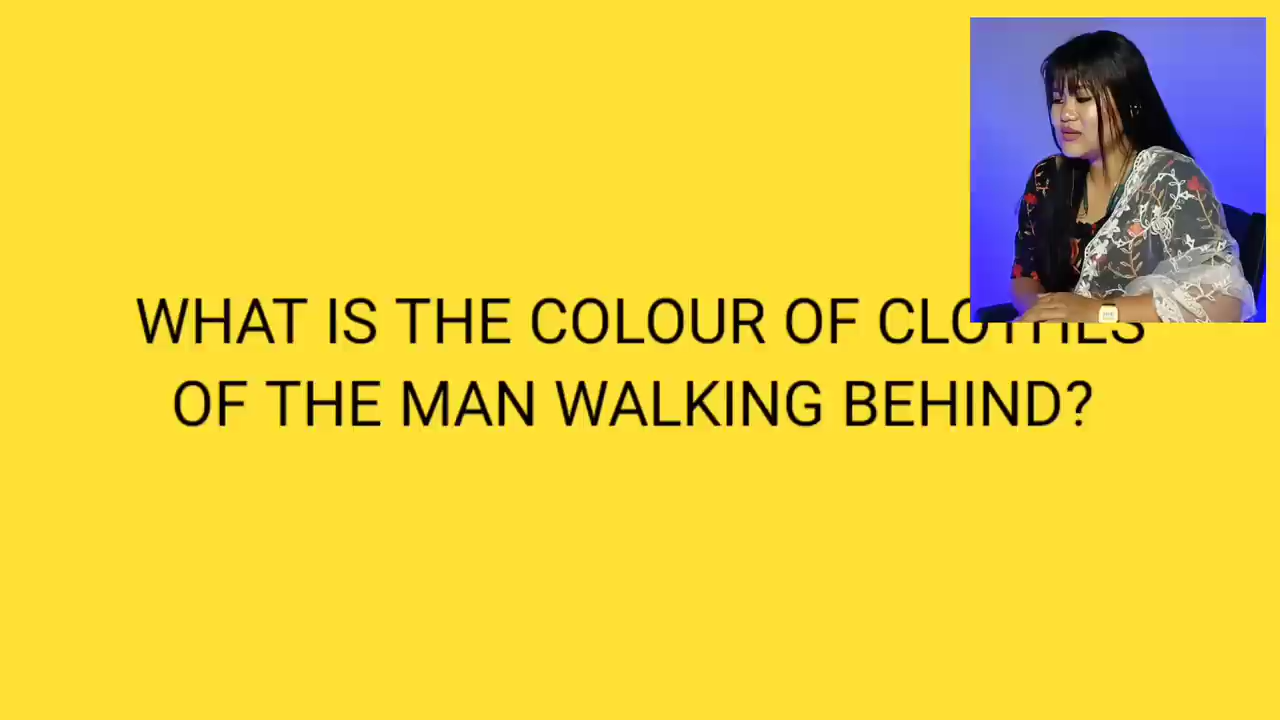 WHAT IS THE COLOUR OF CLOTHES
OF THE MAN WALKING BEHIND?